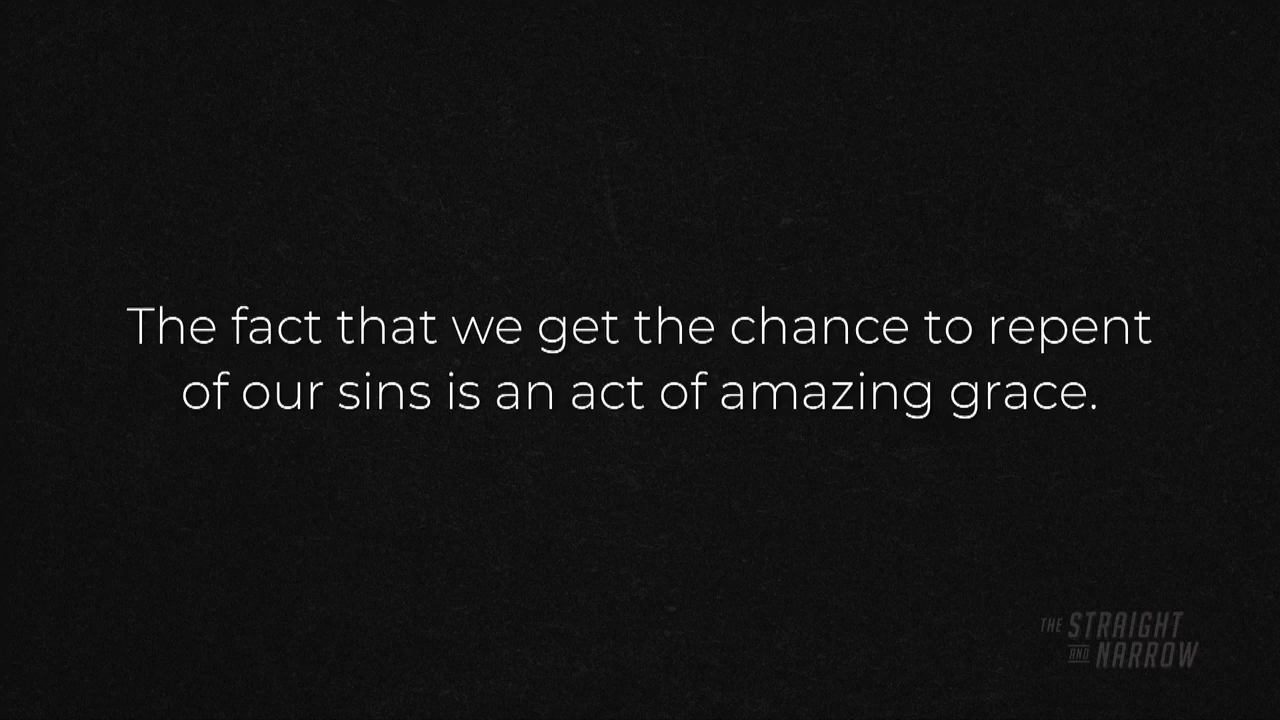 The fact that we get the chance to repent
of our sins is an act of amazing grace.
THE STRAIGHT
AND NARROW